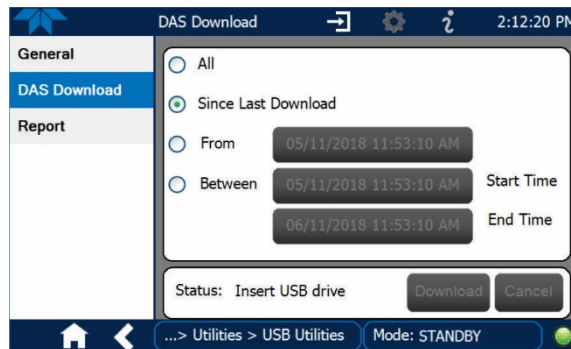 DAS Download
2:12:20 PM
General
DAS Download
Report
All
Since Last Download
From
05/11/2018 11:53:10 AM
Between
05/11/2018 11:53:10 AM
Start Time
06/11/2018 11:53:10 AM
End Time
Status: Insert USB drive
Download
Cancel
...> Utilities > USB Utilities
Mode: STANDBY